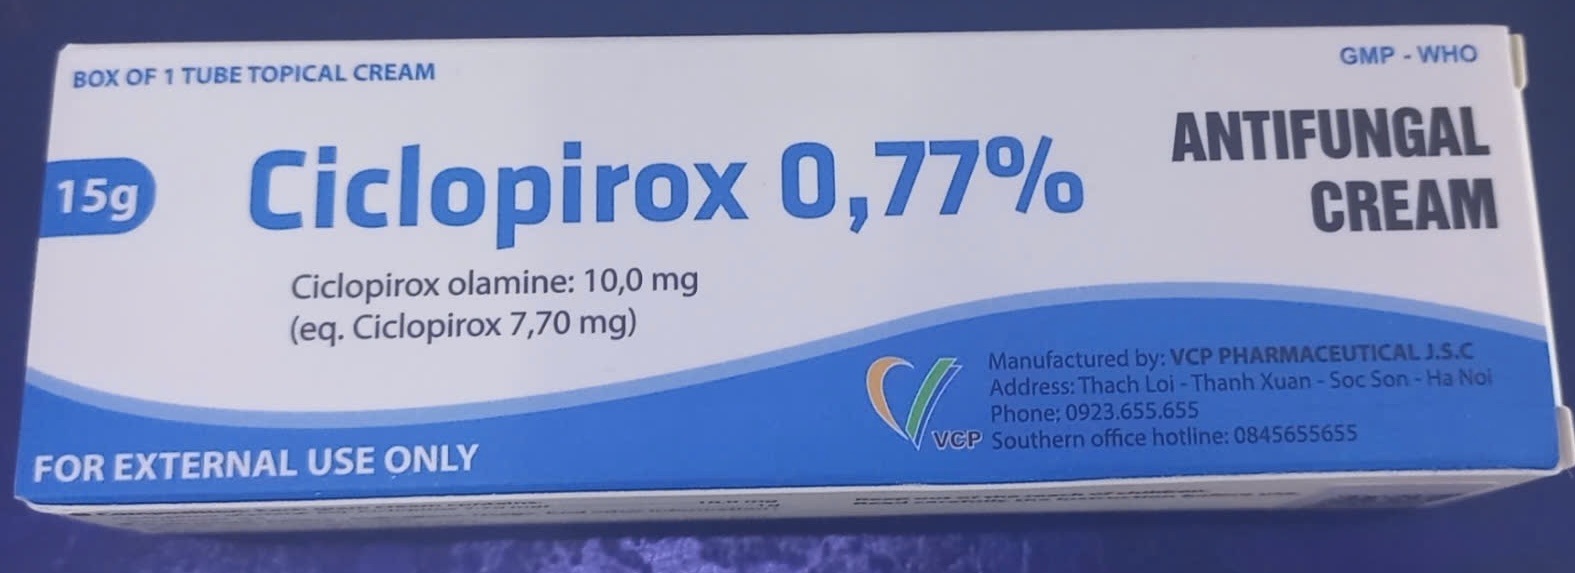 BOX OF 1 TUBE TOPICAL CREAM
GMP - WHO
15g
Ciclopirox 0,77%
ANTIFUNGAL
CREAM
Ciclopirox olamine: 10,0 mg
(eq. Ciclopirox 7,70 mg)
Manufactured by: VCP PHARMACEUTICAL J.S.C
Address: Thach Loi - Thanh Xuan - Soc Son - Ha Noi
Phone: 0923.655.655
VCP
Southern office hotline: 0845655655
FOR EXTERNAL USE ONLY